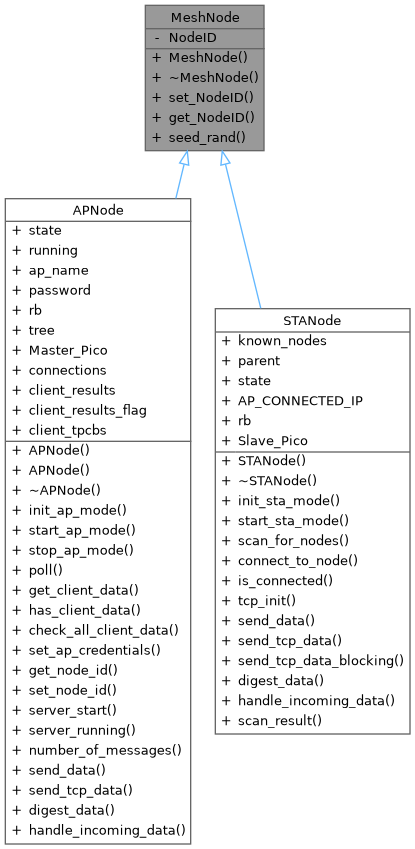 MeshNode
- NodeID
+ MeshNode()
+ ~MeshNode()
+ set_NodeID()
+ get_NodeID()
+ seed_rand()
APNode
+ state
+ running
+ ap_name
+ password
+ rb
+ tree
+ Master_Pico
+ connections
+ client_results
+ client_results_flag
+ client_tpcbs
+ APNode()
+ APNode()
+ ~APNode()
+ init_ap_mode()
+ start_ap_mode()
+ stop_ap_mode()
+ poll()
+ get_client_data()
+ has_client_data()
+ check_all_client_data()
+ set_ap_credentials()
+ get_node_id()
+ set_node_id()
+ server_start()
+ server_running()
+ number_of_messages()
+ send_data()
+ send_tcp_data()
+ digest_data()
+ handle_incoming_data()
STANode
+ known_nodes
+ parent
+ state
+ AP_CONNECTED_IP
+ rb
+ Slave_Pico
+ STANode()
+ ~STANode()
+ init_sta_mode()
+ start_sta_mode()
+ scan_for_nodes()
+ connect_to_node()
+ is_connected()
+ tcp_init()
+ send_data()
+ send_tcp_data()
+ send_tcp_data_blocking()
+ digest_data()
+ handle_incoming_data()
+ scan_result()